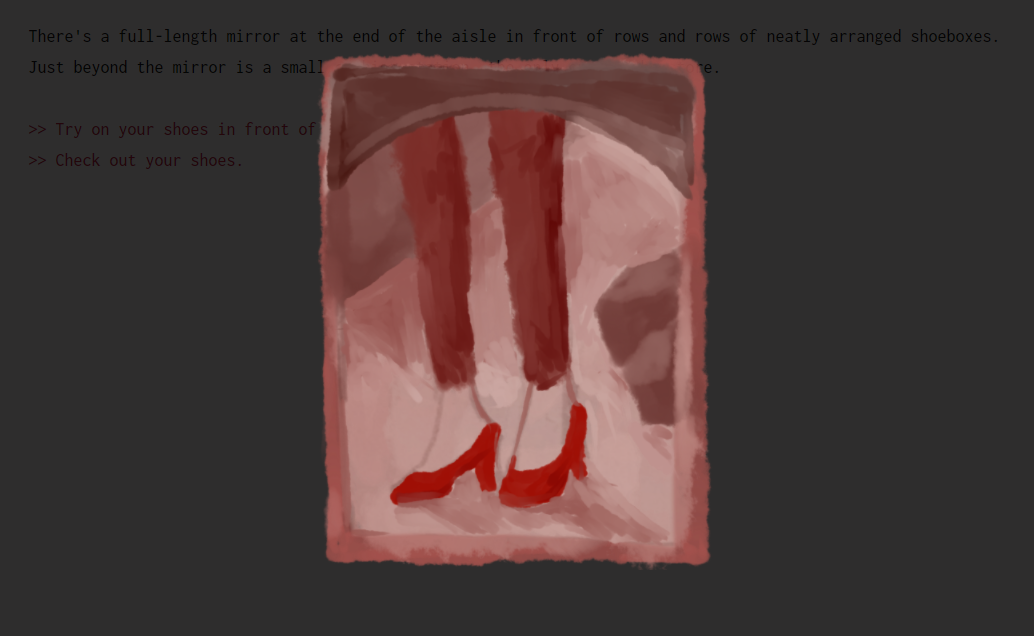 There's a full-length mirror at the end of the aisle in front of rows and rows of neatly arranged shoeboxes.
Just beyond the mirror is a small
>> Try on your shoes in front of
>> Check out your shoes.